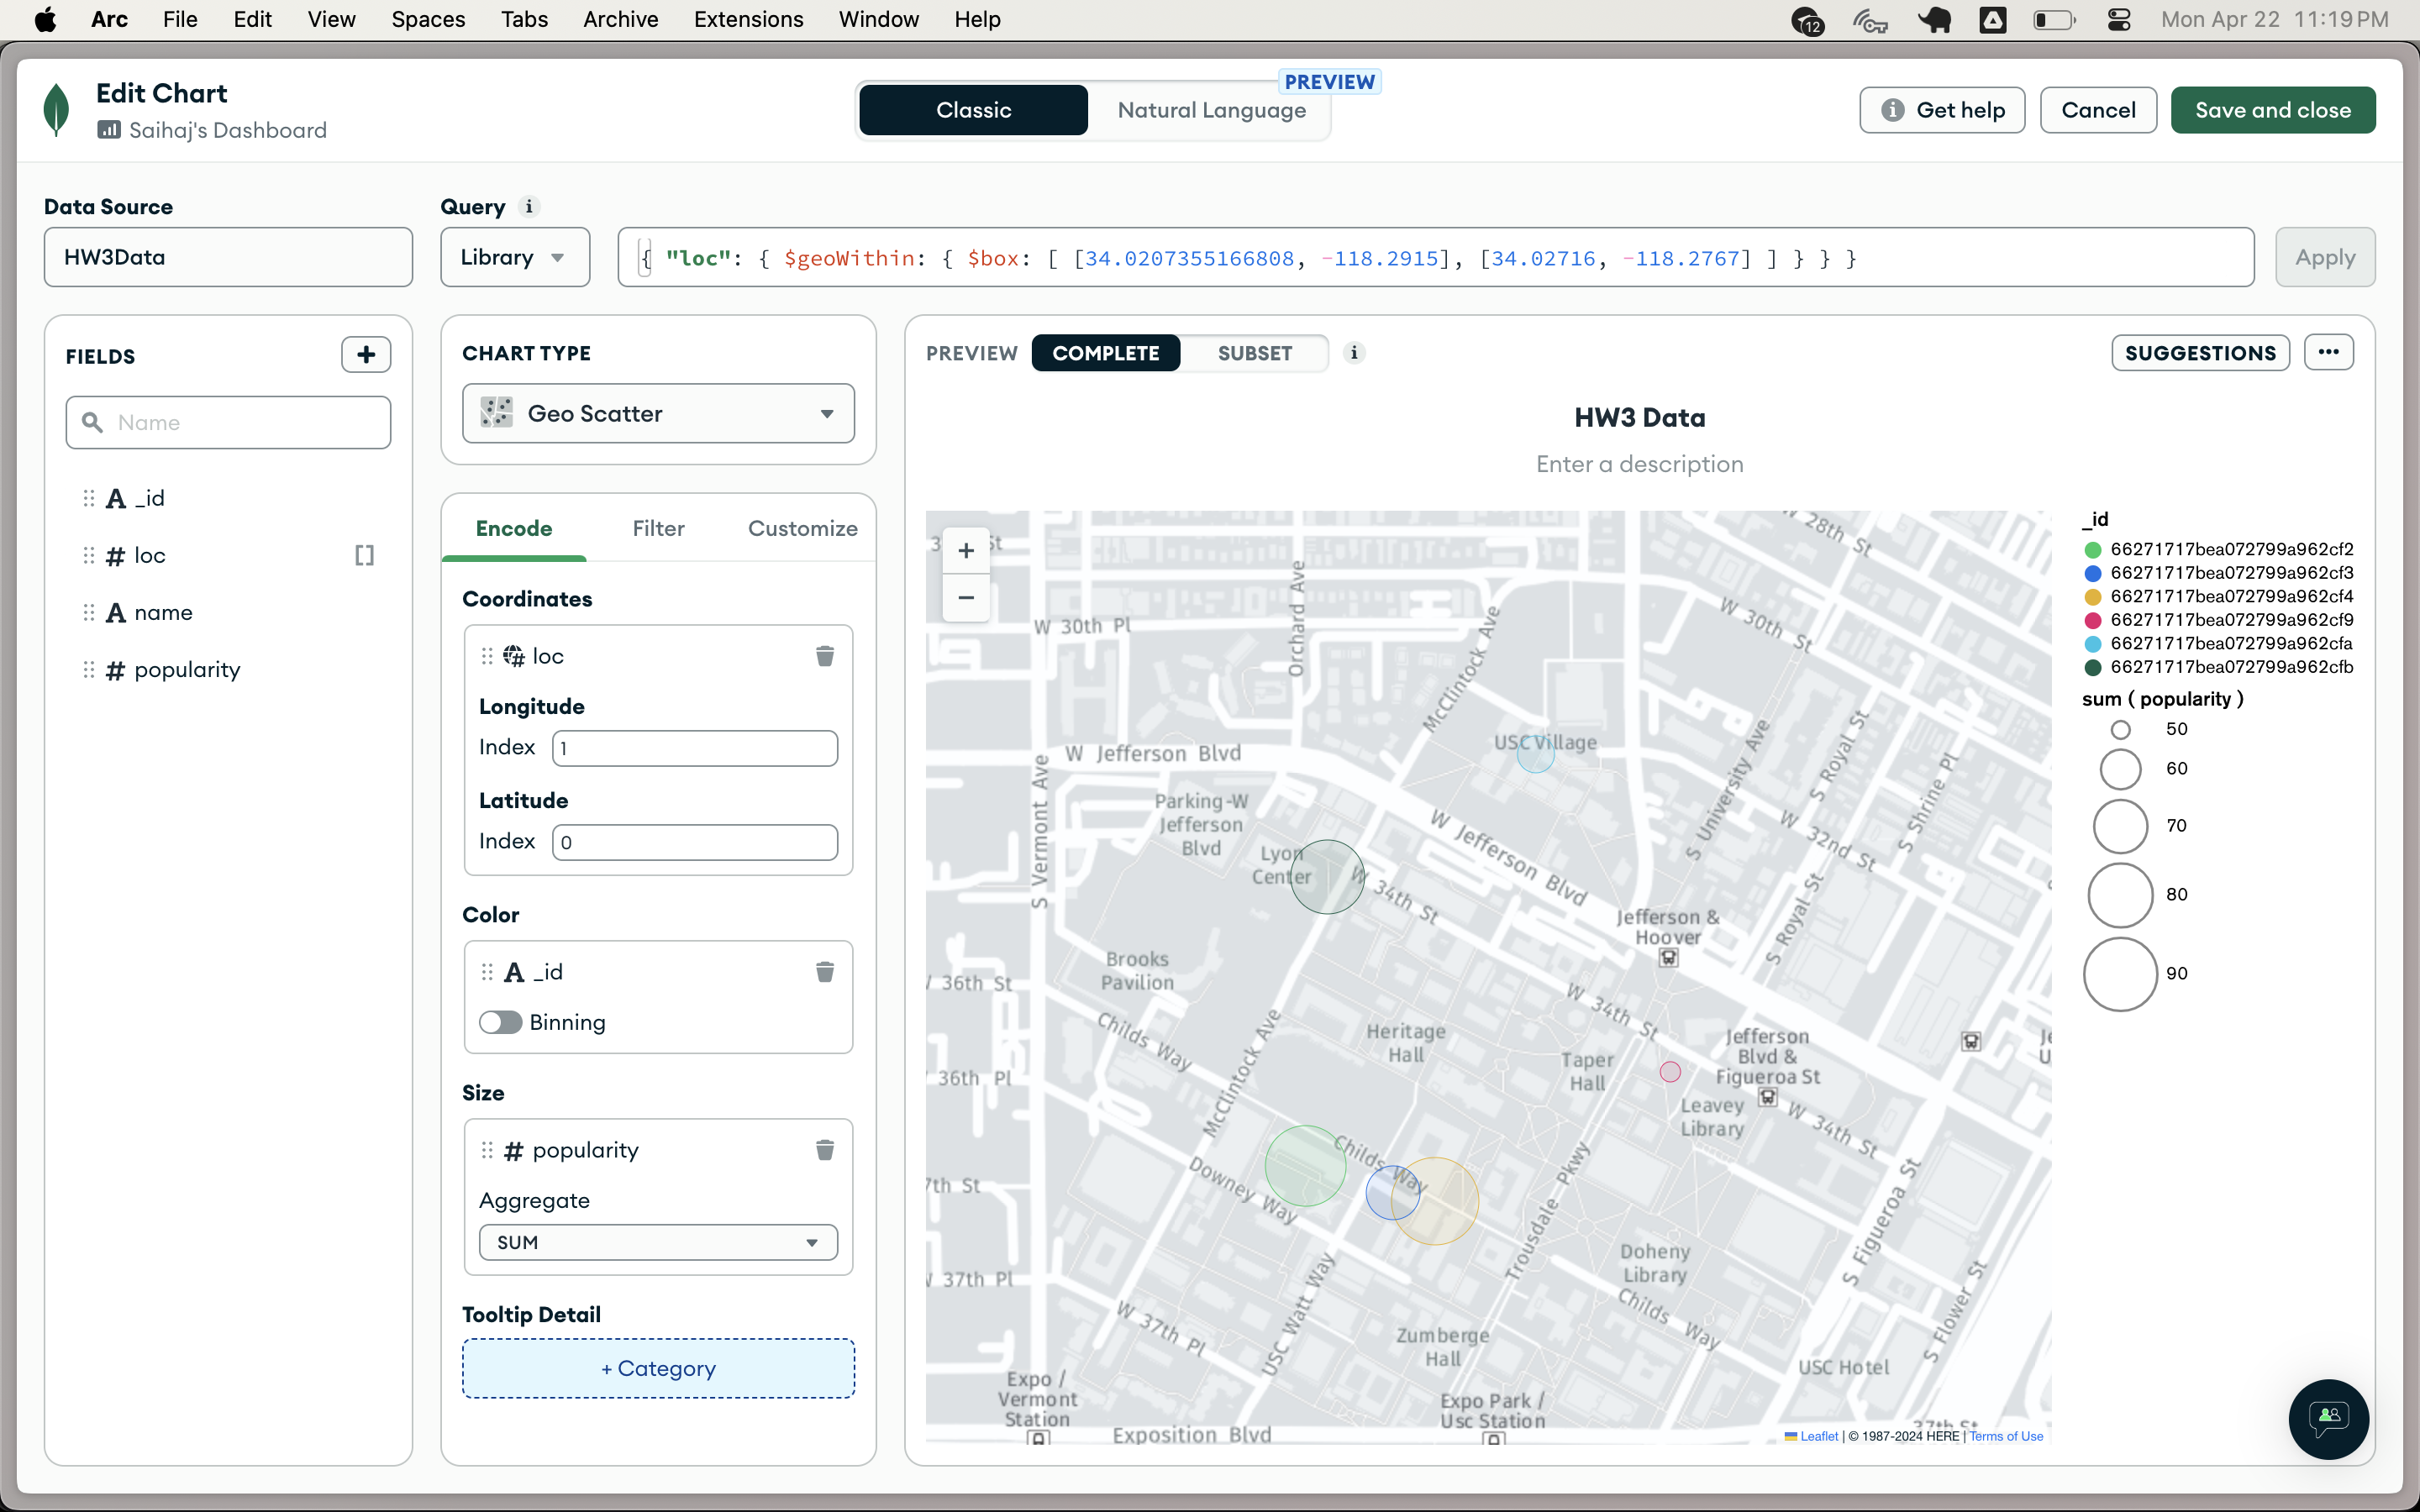 Arc File Edit View Spaces Tabs Archive Extensions Window Help
12
Mon Apr 22 11:19 PM
Edit Chart
Saihaj's Dashboard
Classic
Natural Language
PREVIEW
Get help
Cancel
Save and close
Data Source
HW3Data
Query
Library
{ "loc": { $geoWithin: { $box: [ [34.0207355166808, -118.2915], [34.02716, -118.2767] ] } } }
Apply
FIELDS
+
Name
_id
loc
[]
name
popularity
CHART TYPE
Geo Scatter
Encode
Filter
Customize
Coordinates
loc
Longitude
Index 1
Latitude
Index 0
Color
_id
Binning
Size
popularity
Aggregate
SUM
Tooltip Detail
+ Category
PREVIEW
COMPLETE
SUBSET
SUGGESTIONS
HW3 Data
Enter a description
+
−
W 28th St
W 30th Pl
Orchard Ave
McClintock Ave
W 30th St
W Jefferson Blvd
USC Village
S Vermont Ave
S University Ave
S Royal St
S Shrine Pl
Parking-W
Jefferson
Blvd
Lyon
Center
W 34th St
W Jefferson Blvd
W 32nd St
S Royal St
Jefferson &
Hoover
Brooks
Pavilion
W 36th St
Childs Way
McClintock Ave
Heritage
Hall
W 34th St
Taper
Hall
Jefferson
Blvd &
Figueroa St
36th Pl
Leavey
Library
W 34th St
Childs Way
Downey Way
7th St
Trousdale Pkwy
S Figueroa St
S Flower St
Doheny
Library
Childs Way
W 37th Pl
W 37th Pl
USC Watt Way
Zumberge
Hall
USC Hotel
Expo /
Vermont
Station
Expo Park /
Usc Station
Exposition Blvd
37th St
Leaflet | © 1987-2024 HERE | Terms of Use
_id
66271717bea072799a962cf2
66271717bea072799a962cf3
66271717bea072799a962cf4
66271717bea072799a962cf9
66271717bea072799a962cfa
66271717bea072799a962cfb
sum ( popularity )
50
60
70
80
90